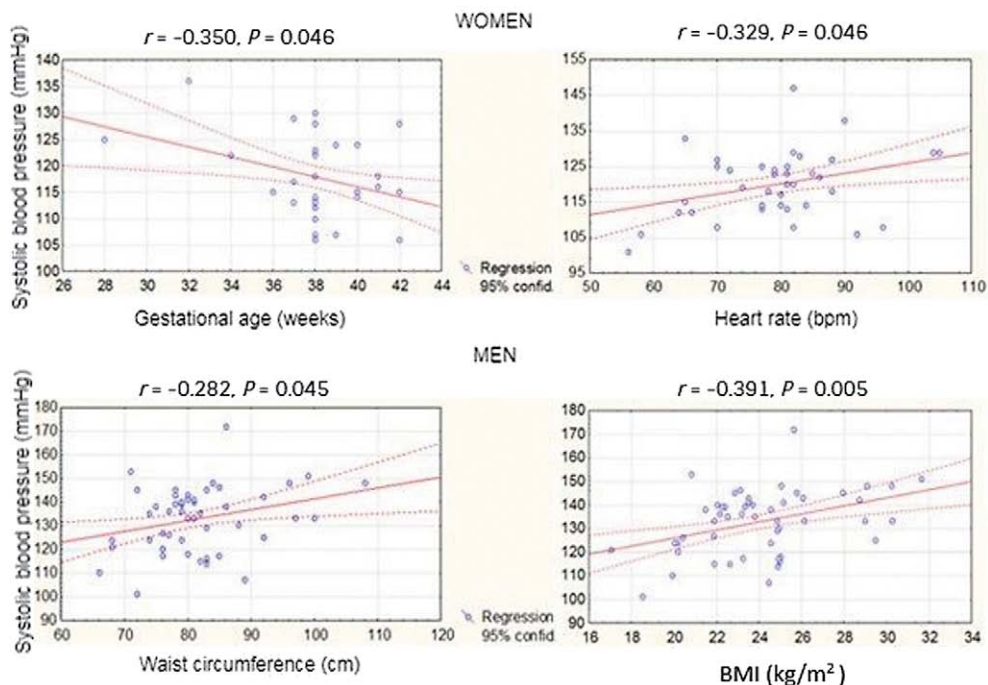 WOMEN
r = –0.350, P = 0.046
r = –0.329, P = 0.046
Systolic blood pressure (mmHg)
140
135
130
125
120
115
110
105
100
26 28 30 32 34 36 38 40 42 44
Gestational age (weeks)
Regression
95% confid.
155
145
135
125
115
105
95
50 60 70 80 90 100 110
Heart rate (bpm)
MEN
r = –0.282, P = 0.045
r = –0.391, P = 0.005
Systolic blood pressure (mmHg)
180
170
160
150
140
130
120
110
100
90
60 70 80 90 100 110 120
Waist circumference (cm)
Regression
95% confid.
180
170
160
150
140
130
120
110
100
90
16 18 20 22 24 26 28 30 32 34
BMI (kg/m²)